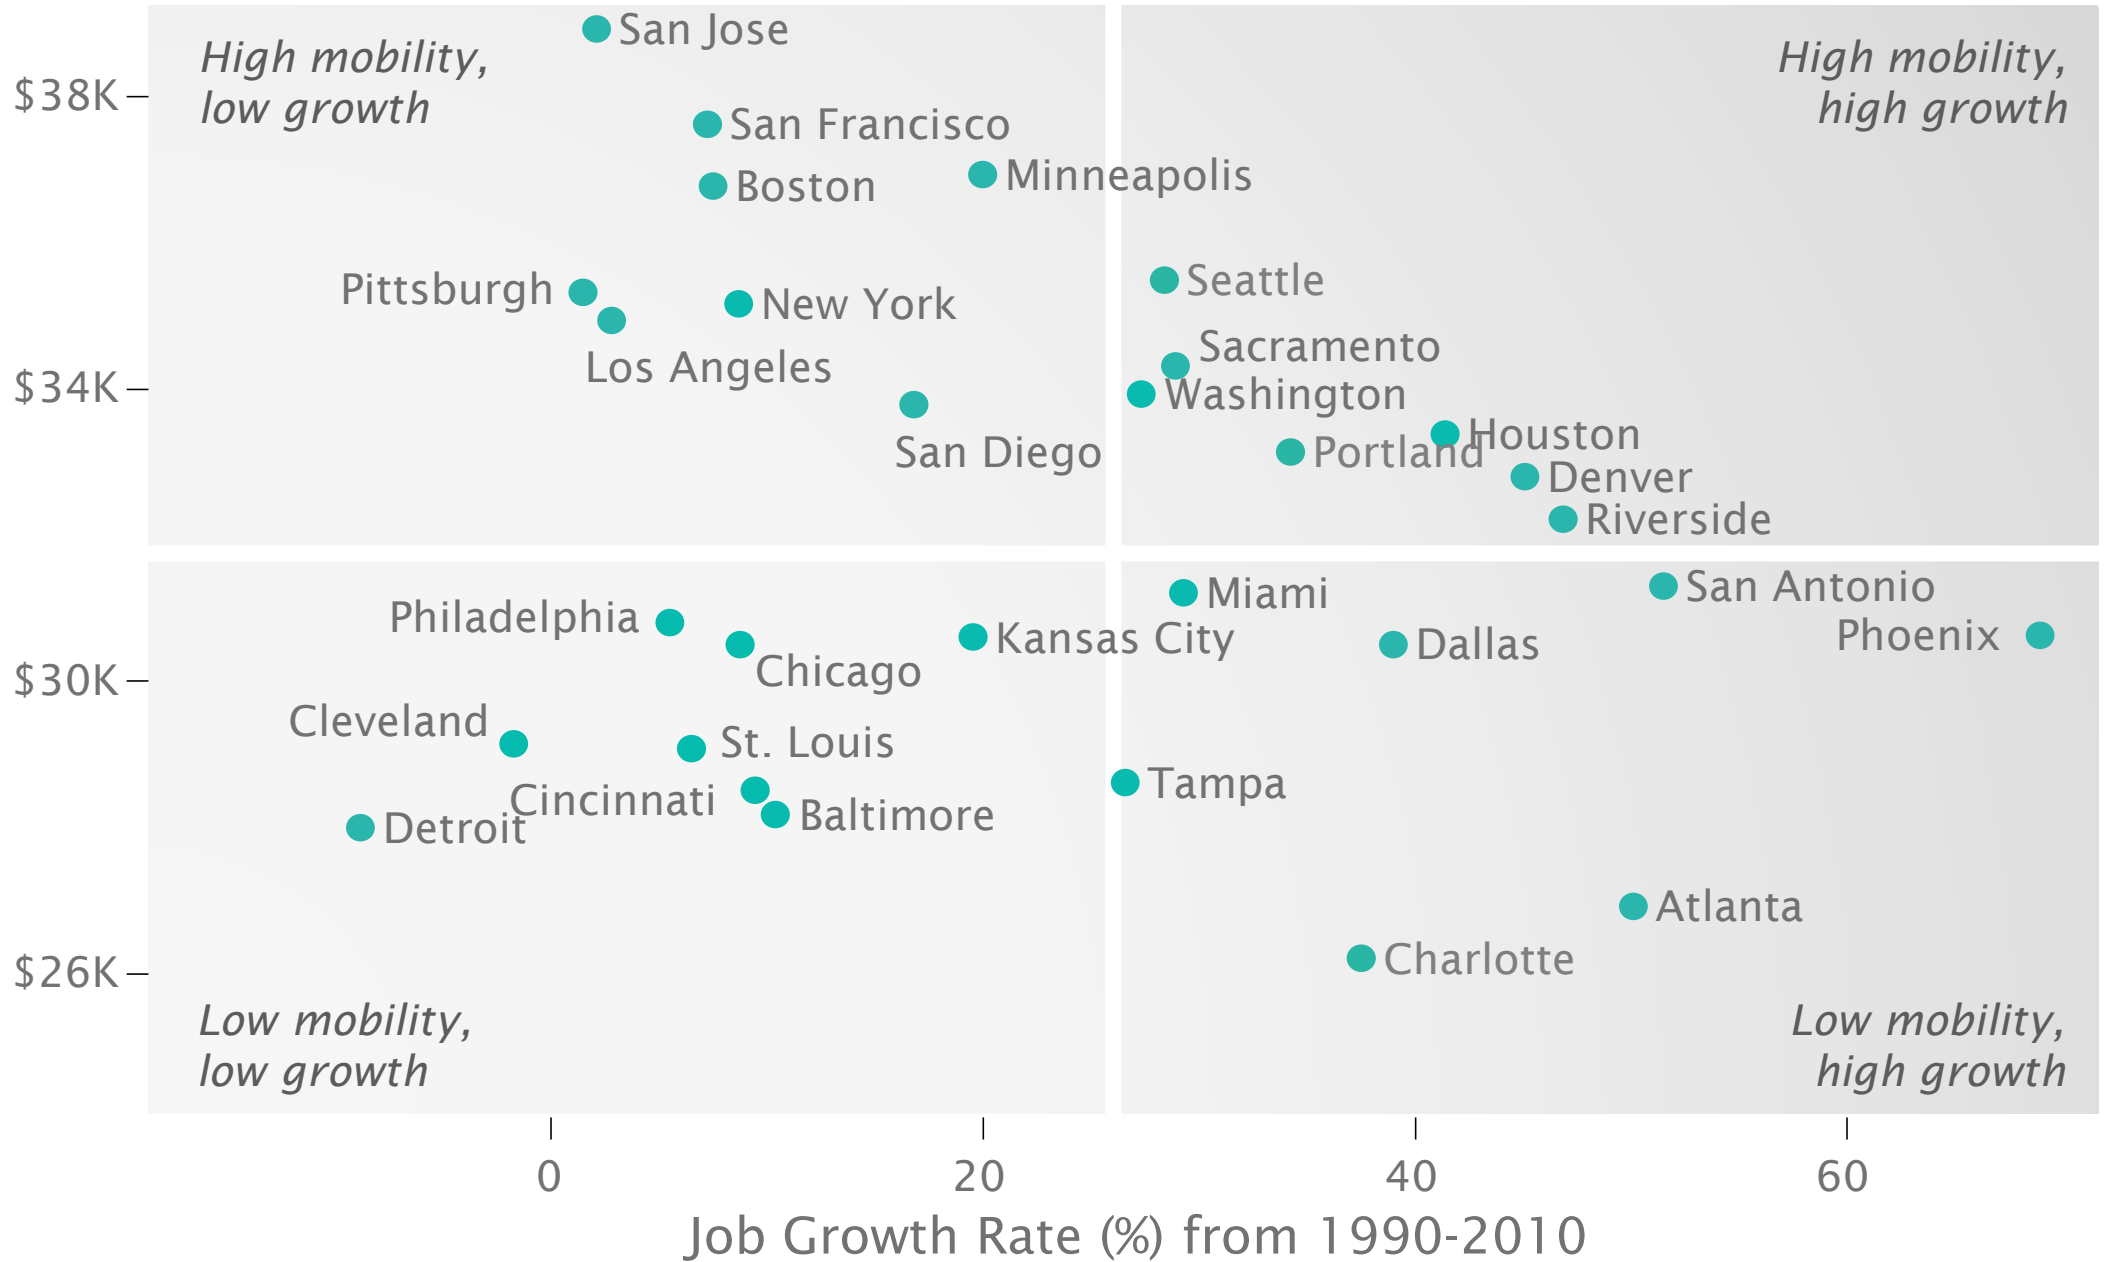 San Jose
High mobility,
low growth
High mobility,
high growth
$38K
San Francisco
Minneapolis
Boston
Pittsburgh
New York
Seattle
Los Angeles
Sacramento
$34K
Washington
San Diego
Houston
Portland
Denver
Riverside
Miami
San Antonio
Philadelphia
Kansas City
Dallas
Phoenix
Chicago
$30K
Cleveland
St. Louis
Tampa
Cincinnati
Baltimore
Detroit
Atlanta
Charlotte
$26K
Low mobility,
low growth
Low mobility,
high growth
0 20 40 60
Job Growth Rate (%) from 1990-2010